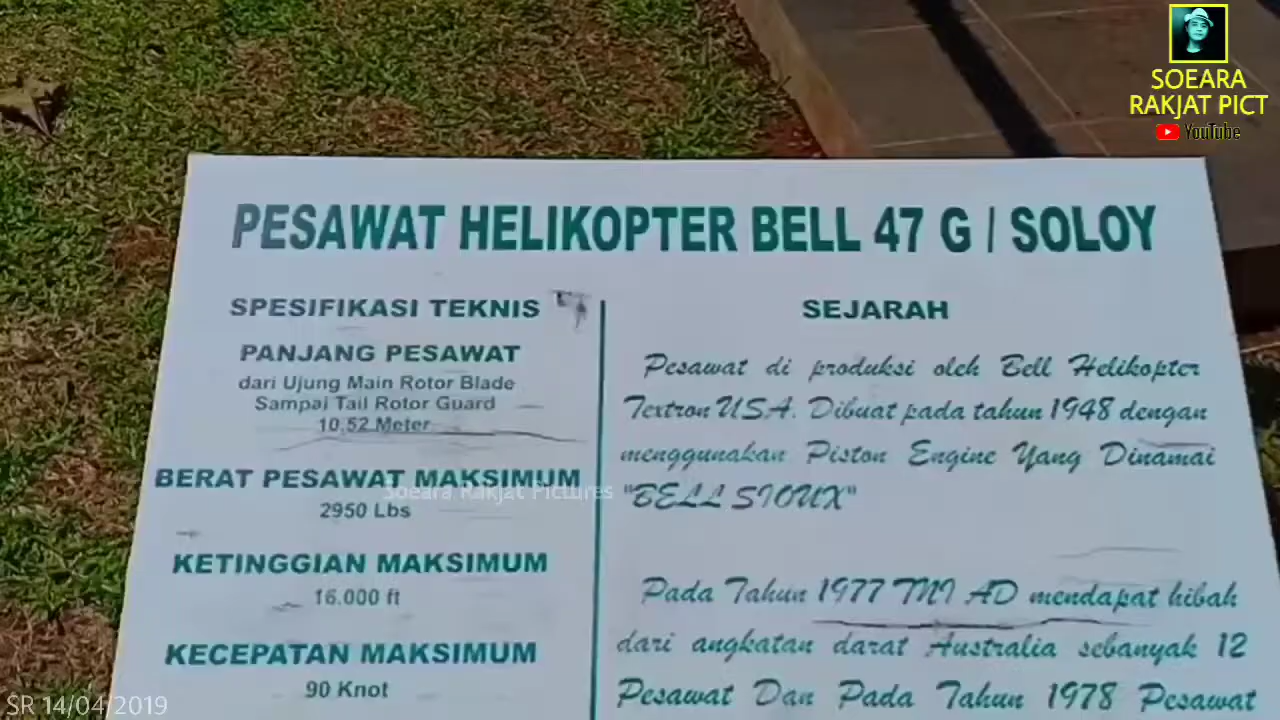 SOEARA
RAKJAT PICT
YouTube
PESAWAT HELIKOPTER BELL 47 G / SOLOY
SPESIFIKASI TEKNIS
PANJANG PESAWAT
dari Ujung Main Rotor Blade
Sampai Tail Rotor Guard
10,52 Meter
BERAT PESAWAT MAKSIMUM
2950 Lbs
KETINGGIAN MAKSIMUM
16.000 ft
KECEPATAN MAKSIMUM
90 Knot
SEJARAH
Pesawat di produksi oleh Bell Helikopter
Textron USA. Dibuat pada tahun 1948 dengan
menggunakan Piston Engine Yang Dinamai
"BELL SIOUX"
Pada Tahun 1977 TNI AD mendapat hibah
dari angkatan darat Australia sebanyak 12
Pesawat Dan Pada Tahun 1978 Pesawat
Soeara Rakjat Pictures
SR 14/04/2019